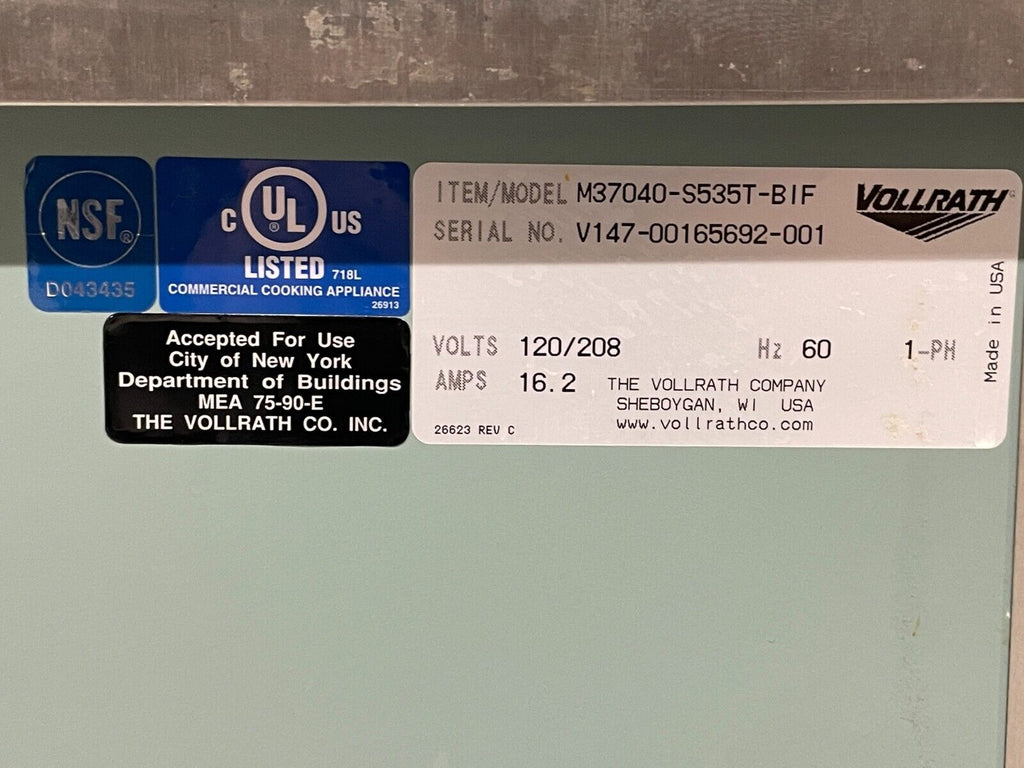 NSF®
D043435
C UL® US
LISTED 718L
COMMERCIAL COOKING APPLIANCE
26913
Accepted For Use
City of New York
Department of Buildings
MEA 75-90-E
THE VOLLRATH CO. INC.
ITEM/MODEL M37040-S535T-BIF
SERIAL NO. V147-00165692-001
VOLLRATH®
VOLTS 120/208 Hz 60 1-PH
AMPS 16.2
THE VOLLRATH COMPANY
SHEBOYGAN, WI USA
www.vollrathco.com
26623 REV C
Made in USA